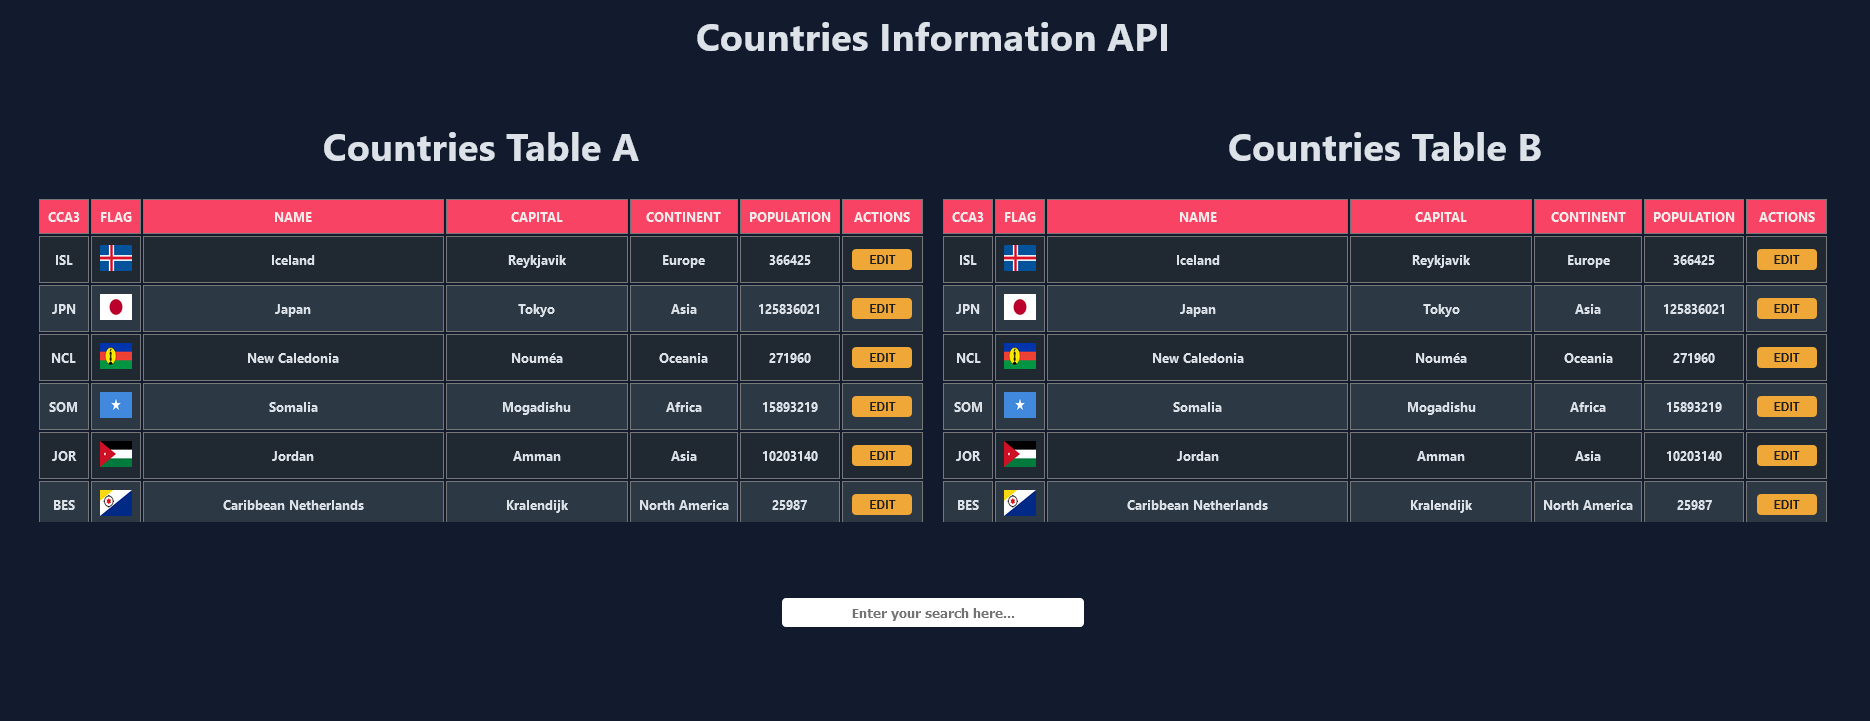 Countries Information API
Countries Table A
CCA3 FLAG NAME CAPITAL CONTINENT POPULATION ACTIONS
ISL Iceland Reykjavik Europe 366425 EDIT
JPN Japan Tokyo Asia 125836021 EDIT
NCL New Caledonia Nouméa Oceania 271960 EDIT
SOM Somalia Mogadishu Africa 15893219 EDIT
JOR Jordan Amman Asia 10203140 EDIT
BES Caribbean Netherlands Kralendijk North America 25987 EDIT
Countries Table B
CCA3 FLAG NAME CAPITAL CONTINENT POPULATION ACTIONS
ISL Iceland Reykjavik Europe 366425 EDIT
JPN Japan Tokyo Asia 125836021 EDIT
NCL New Caledonia Nouméa Oceania 271960 EDIT
SOM Somalia Mogadishu Africa 15893219 EDIT
JOR Jordan Amman Asia 10203140 EDIT
BES Caribbean Netherlands Kralendijk North America 25987 EDIT
Enter your search here...